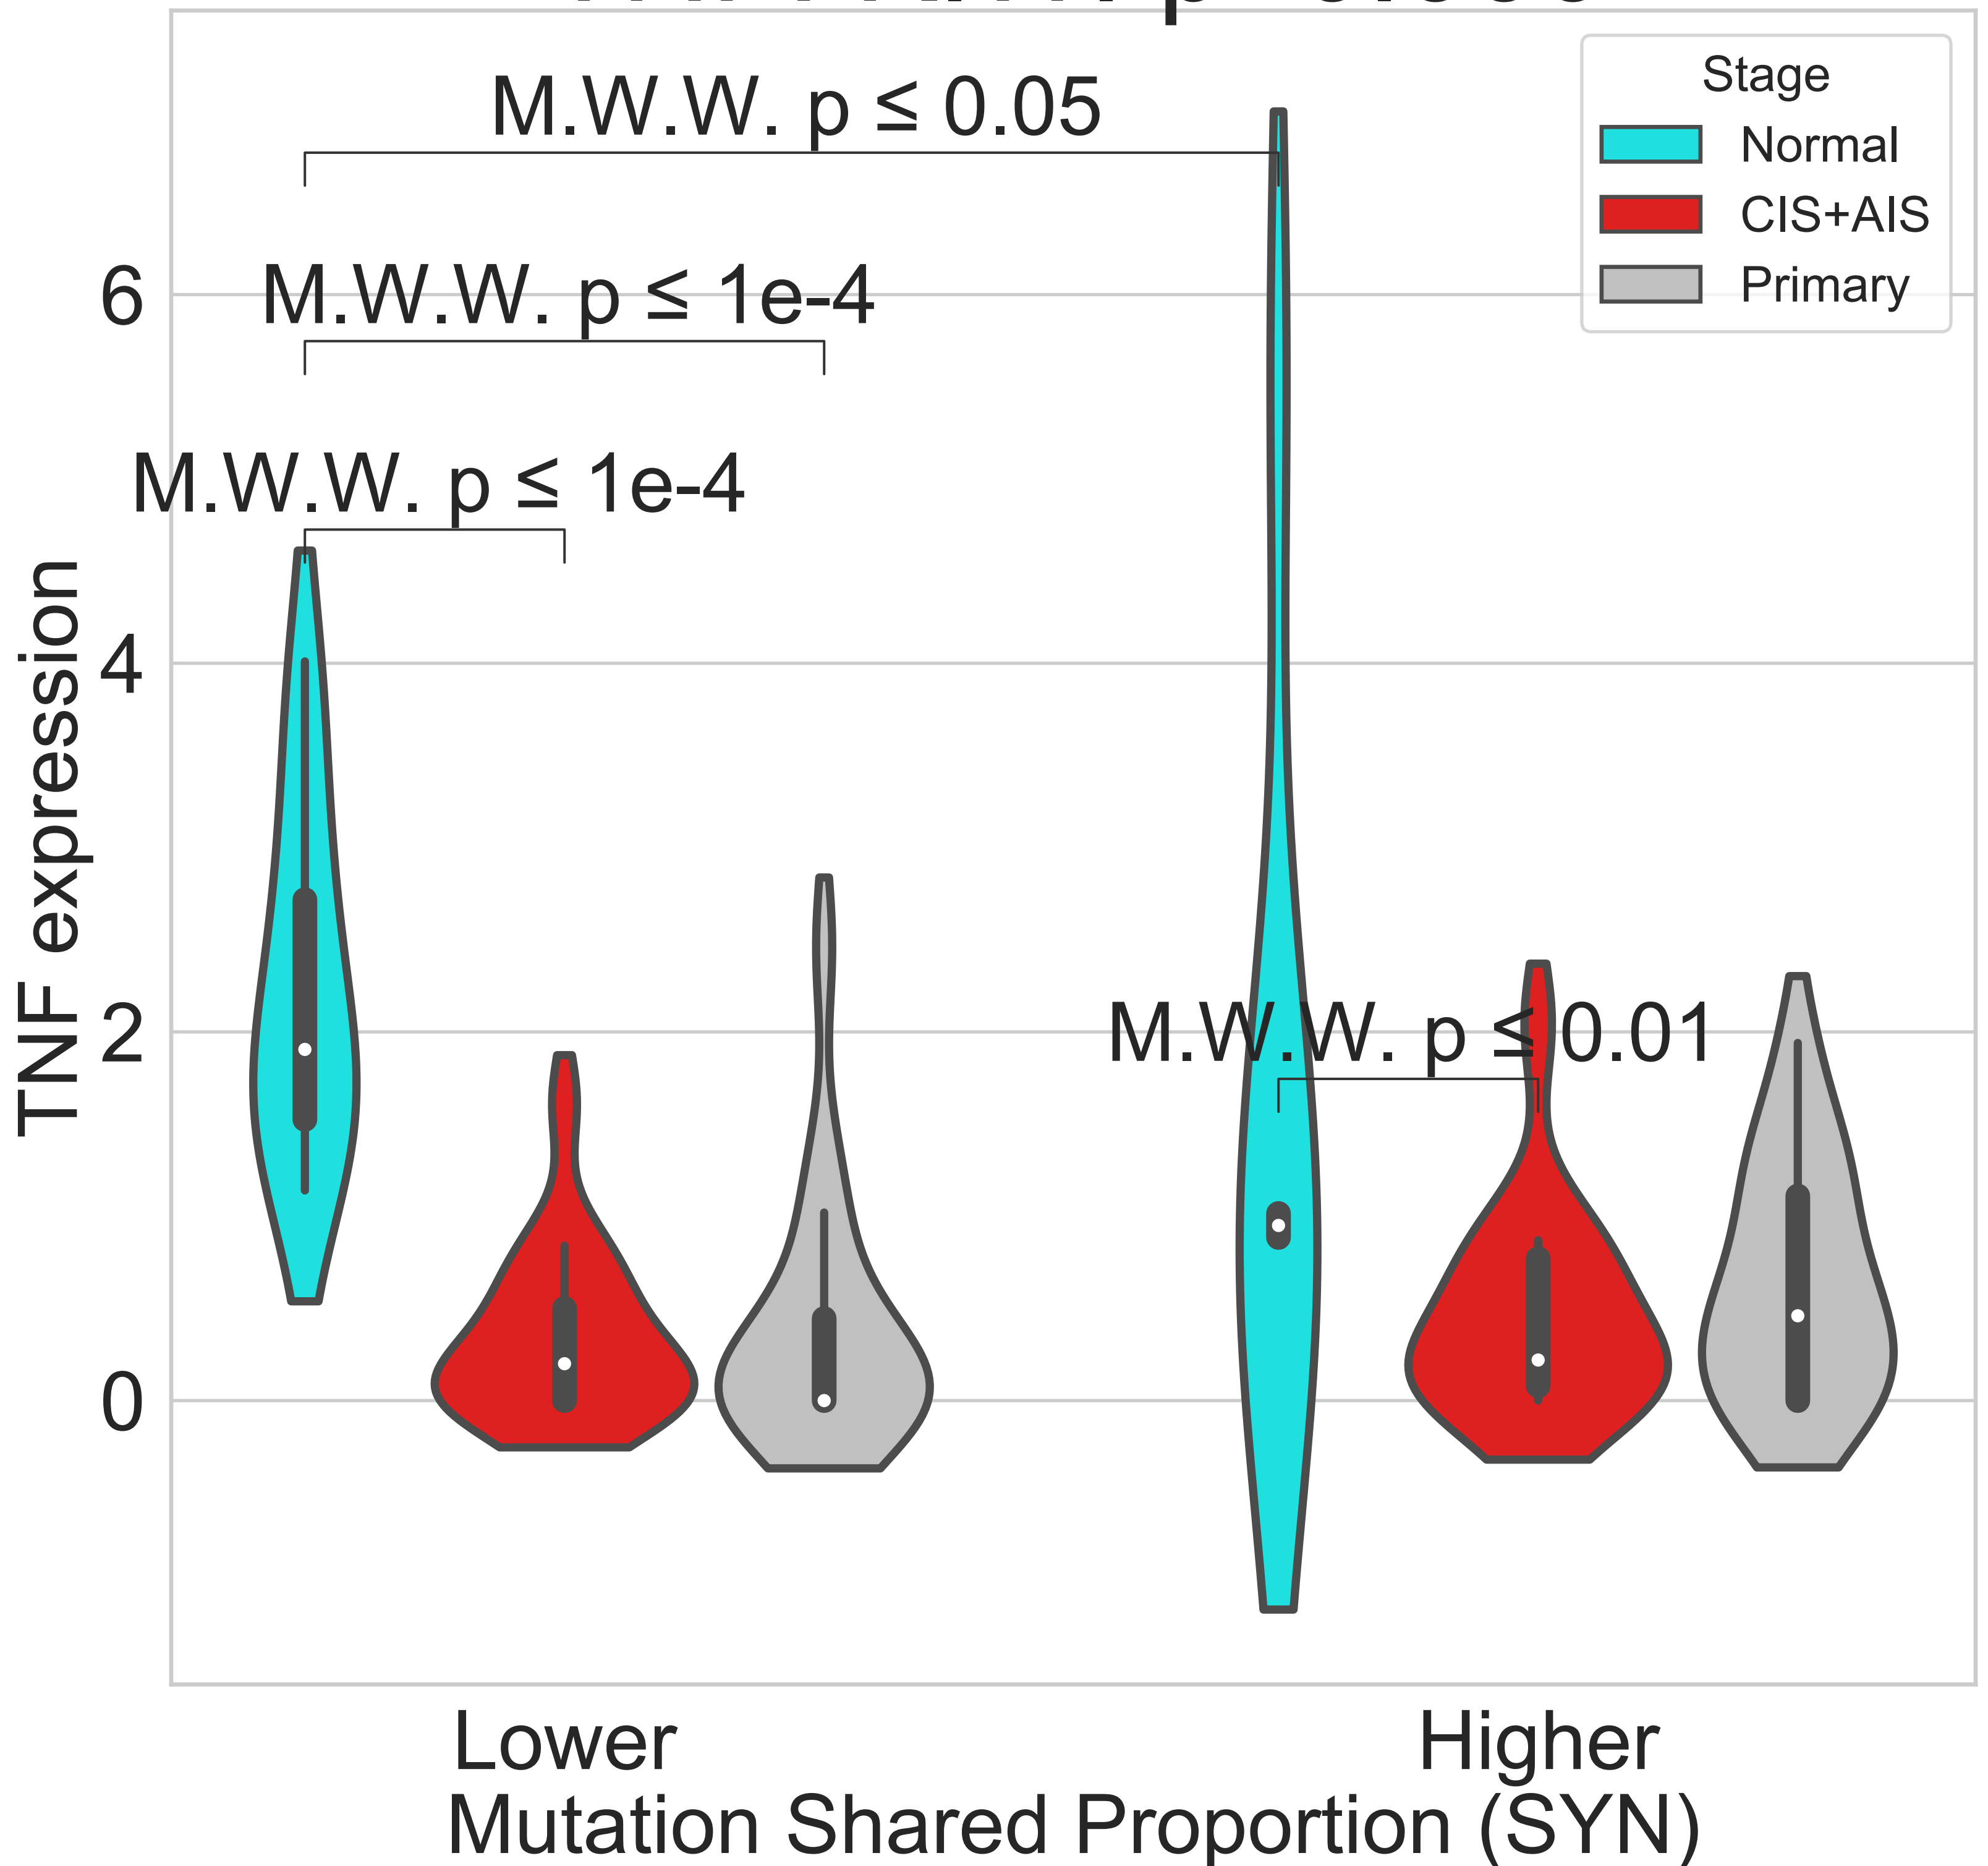 M.W.W. p ≤ 0.05
Stage
Normal
CIS+AIS
Primary
M.W.W. p ≤ 1e-4
M.W.W. p ≤ 1e-4
M.W.W. p ≤ 0.01
6
4
2
0
TNF expression
Lower
Higher
Mutation Shared Proportion (SYN)